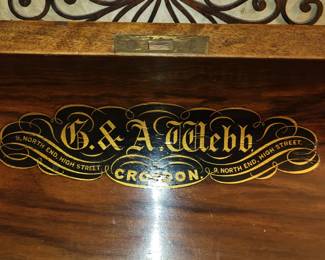 G. & A. Webb
9, NORTH END, HIGH STREET.
CROYDON.
9, NORTH END, HIGH STREET.